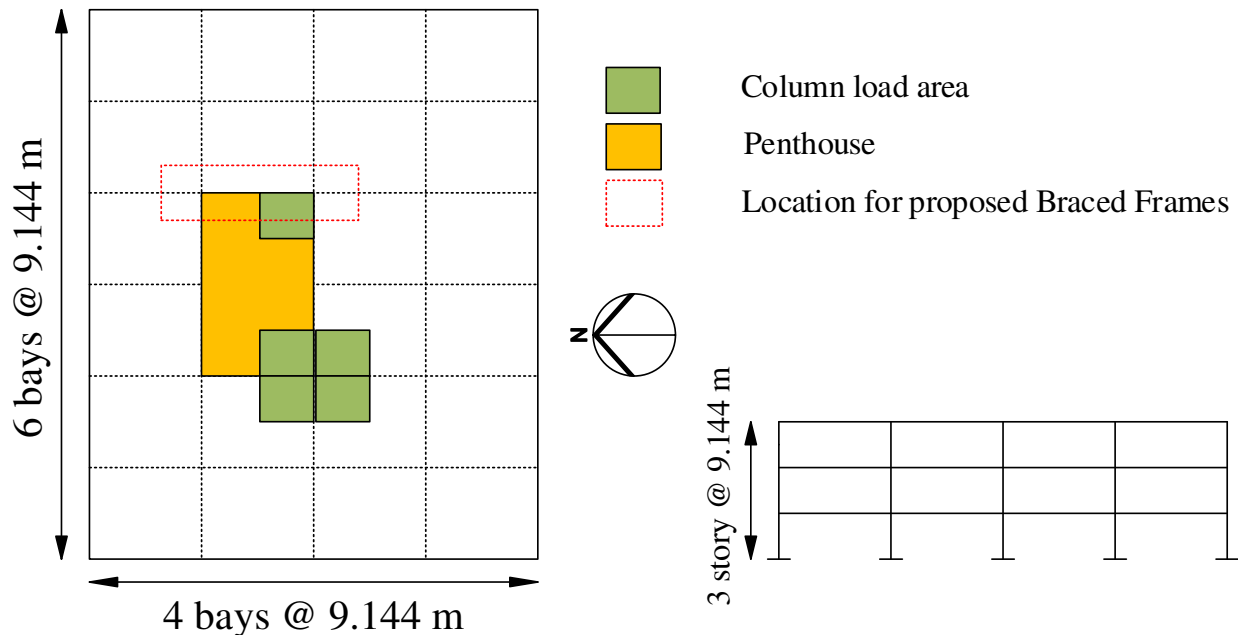 6 bays @ 9.144 m
4 bays @ 9.144 m
Column load area
Penthouse
Location for proposed Braced Frames
N
3 story @ 9.144 m